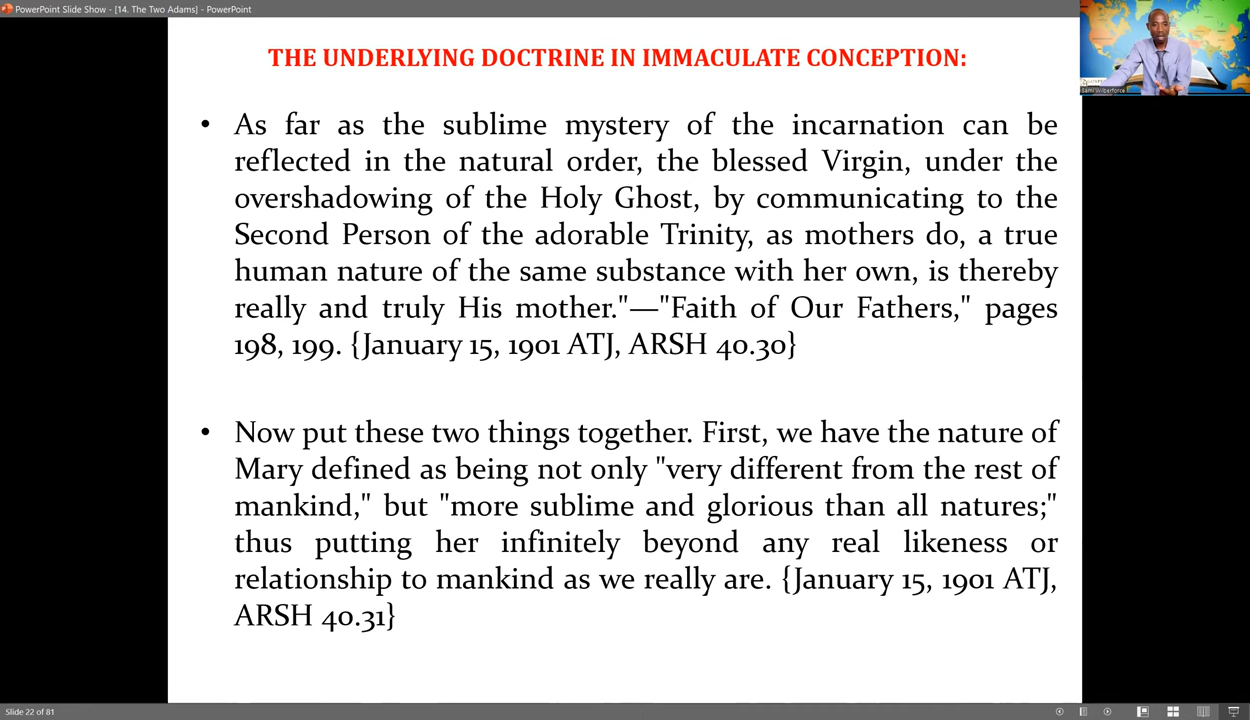 PowerPoint Slide Show - [14. The Two Adams] - PowerPoint
THE UNDERLYING DOCTRINE IN IMMACULATE CONCEPTION:
• As far as the sublime mystery of the incarnation can be
reflected in the natural order, the blessed Virgin, under the
overshadowing of the Holy Ghost, by communicating to the
Second Person of the adorable Trinity, as mothers do, a true
human nature of the same substance with her own, is thereby
really and truly His mother."—"Faith of Our Fathers," pages
198, 199. {January 15, 1901 ATJ, ARSH 40.30}
• Now put these two things together. First, we have the nature of
Mary defined as being not only "very different from the rest of
mankind," but "more sublime and glorious than all natures;"
thus putting her infinitely beyond any real likeness or
relationship to mankind as we really are. {January 15, 1901 ATJ,
ARSH 40.31}
Sami Wilberforce
Slide 22 of 81